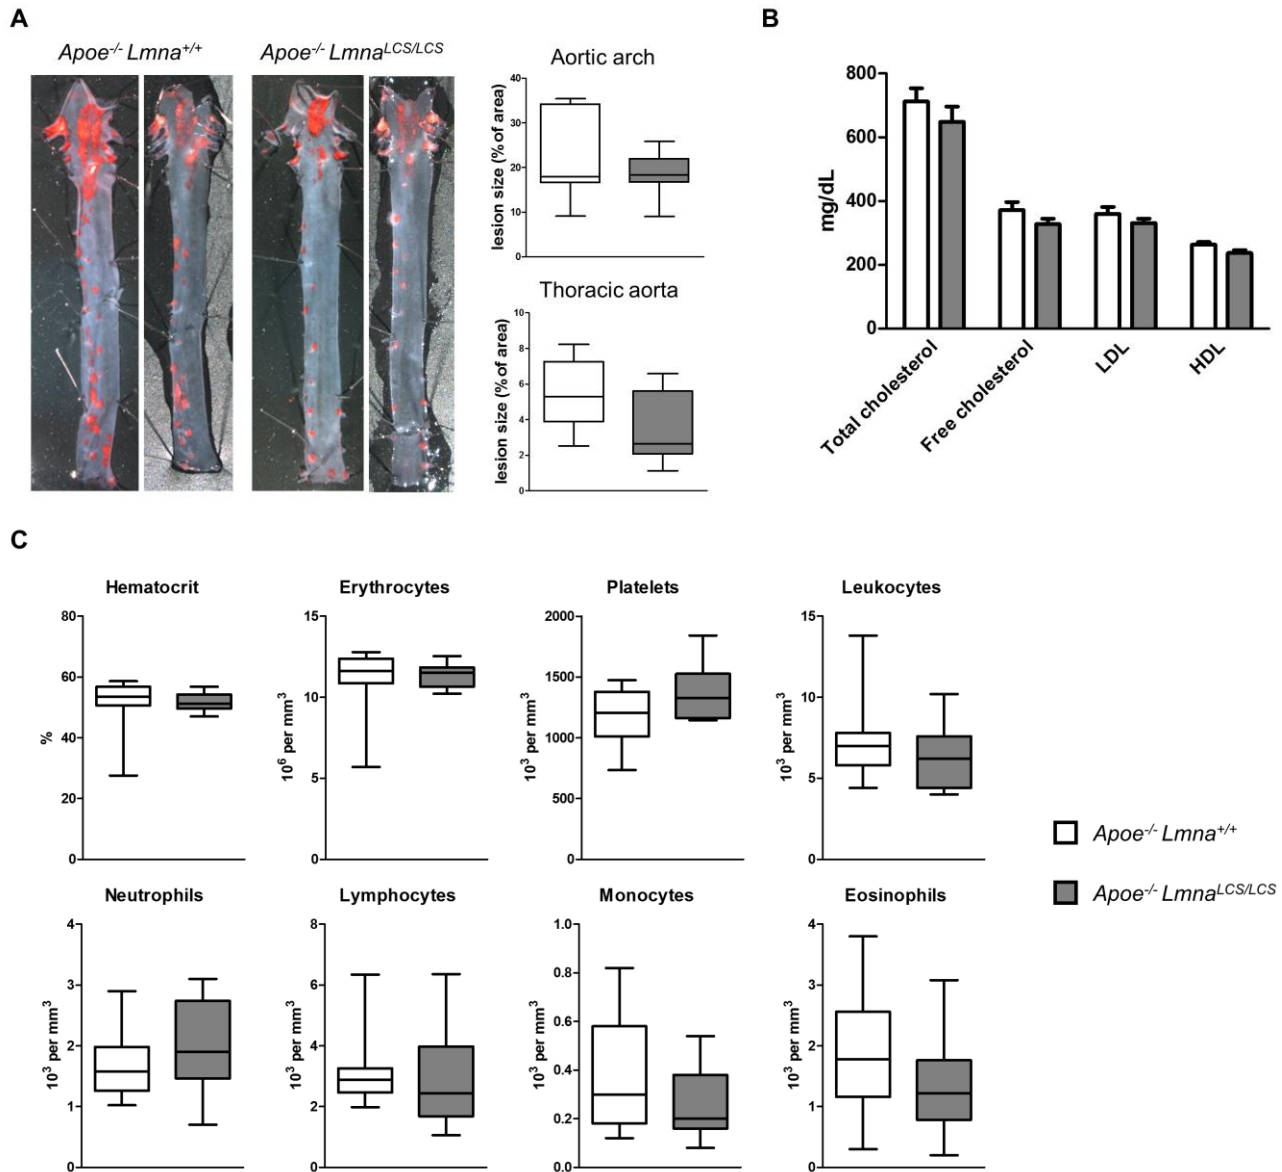 A
B
Apoe-/- Lmna+/+
Apoe-/- LmnaLCS/LCS
Aortic arch
lesion size (% of area)
40
30
20
10
0
Thoracic aorta
lesion size (% of area)
10
8
6
4
2
0
mg/dL
800
600
400
200
0
Total cholesterol
Free cholesterol
LDL
HDL
C
Hematocrit
%
80
60
40
20
0
Erythrocytes
10^6 per mm^3
15
10
5
0
Platelets
10^3 per mm^3
2000
1500
1000
500
0
Leukocytes
10^3 per mm^3
15
10
5
0
Apoe-/- Lmna+/+
Apoe-/- LmnaLCS/LCS
Neutrophils
10^3 per mm^3
4
3
2
1
0
Lymphocytes
10^3 per mm^3
8
6
4
2
0
Monocytes
10^3 per mm^3
1.0
0.8
0.6
0.4
0.2
0.0
Eosinophils
10^3 per mm^3
4
3
2
1
0